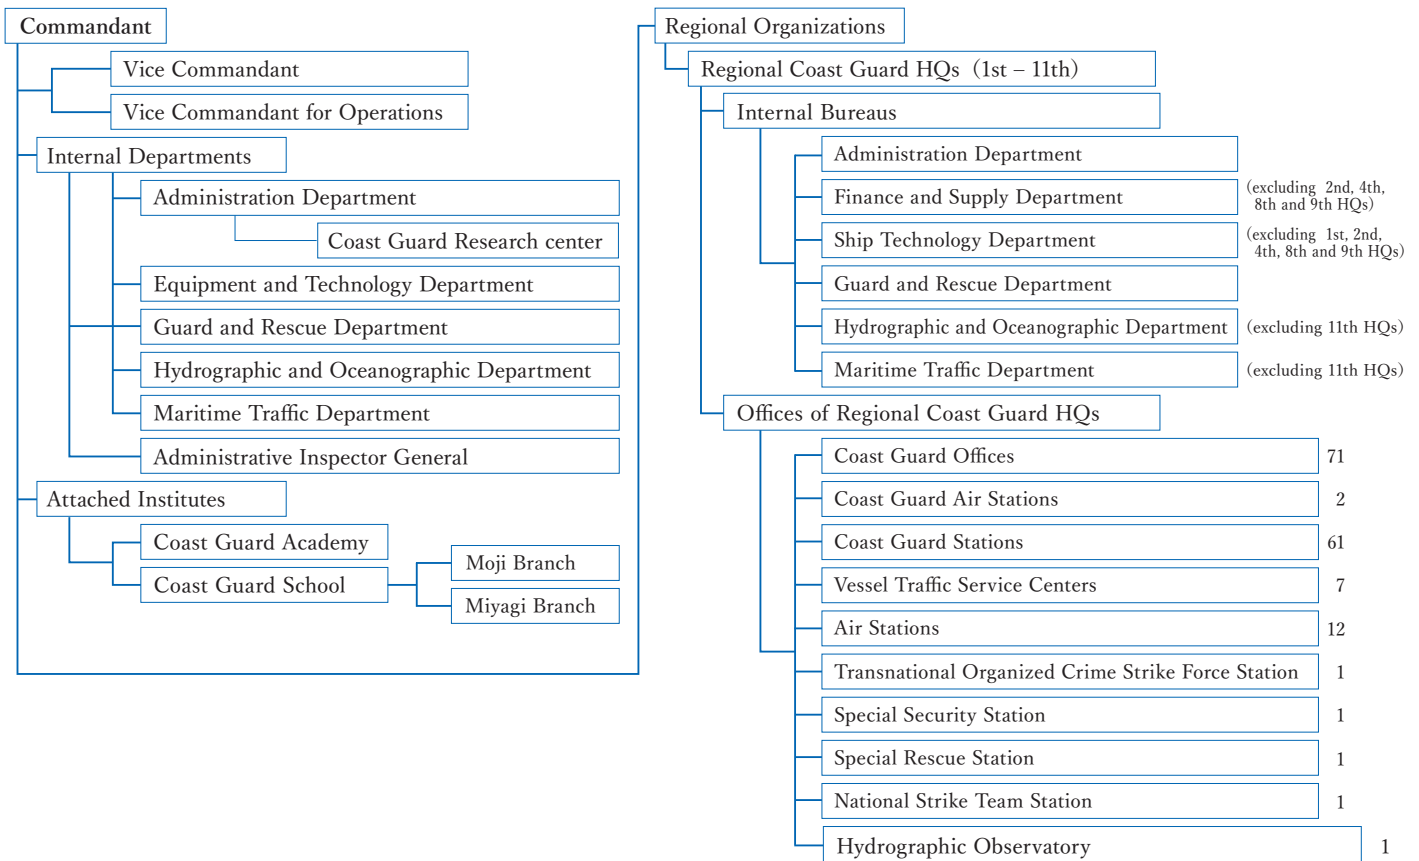 Commandant
Vice Commandant
Vice Commandant for Operations
Internal Departments
Administration Department
Coast Guard Research center
Equipment and Technology Department
Guard and Rescue Department
Hydrographic and Oceanographic Department
Maritime Traffic Department
Administrative Inspector General
Attached Institutes
Coast Guard Academy
Coast Guard School
Moji Branch
Miyagi Branch
Regional Organizations
Regional Coast Guard HQs (1st – 11th)
Internal Bureaus
Administration Department
Finance and Supply Department
(excluding 2nd, 4th,
8th and 9th HQs)
Ship Technology Department
(excluding 1st, 2nd,
4th, 8th and 9th HQs)
Guard and Rescue Department
Hydrographic and Oceanographic Department (excluding 11th HQs)
Maritime Traffic Department (excluding 11th HQs)
Offices of Regional Coast Guard HQs
Coast Guard Offices 71
Coast Guard Air Stations 2
Coast Guard Stations 61
Vessel Traffic Service Centers 7
Air Stations 12
Transnational Organized Crime Strike Force Station 1
Special Security Station 1
Special Rescue Station 1
National Strike Team Station 1
Hydrographic Observatory 1